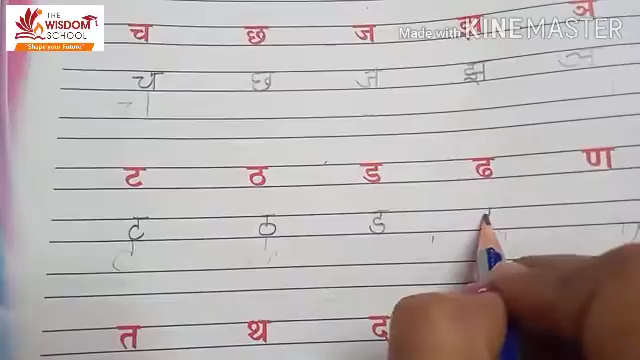 THE WISDOM SCHOOL
Shape your Future!
Made with KINEMASTER
च छ ज झ ञ
च छ ज झ ञ
ट ठ ड ढ ण
ट ठ ड
त थ द